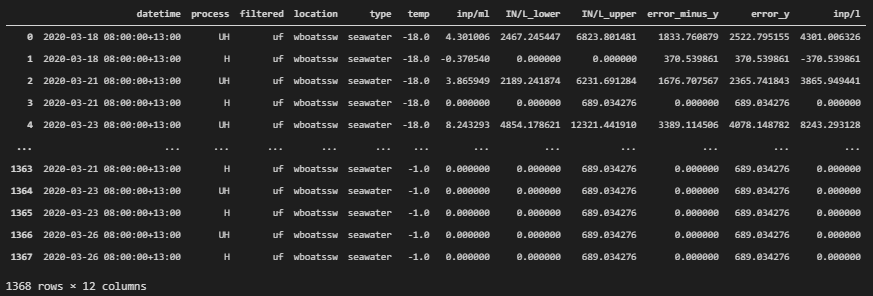 datetime process filtered location type temp inp/ml IN/L_lower IN/L_upper error_minus_y error_y inp/l
0 2020-03-18 08:00:00+13:00 UH uf wboatssw seawater -18.0 4.301006 2467.245447 6823.801481 1833.760879 2522.795155 4301.006326
1 2020-03-18 08:00:00+13:00 H uf wboatssw seawater -18.0 -0.370540 0.000000 0.000000 370.539861 370.539861 -370.539861
2 2020-03-21 08:00:00+13:00 UH uf wboatssw seawater -18.0 3.865949 2189.241874 6231.691284 1676.707567 2365.741843 3865.949441
3 2020-03-21 08:00:00+13:00 H uf wboatssw seawater -18.0 0.000000 0.000000 689.034276 0.000000 689.034276 0.000000
4 2020-03-23 08:00:00+13:00 UH uf wboatssw seawater -18.0 8.243293 4854.178621 12321.441910 3389.114506 4078.148782 8243.293128
... ... ... ... ... ... ... ... ... ... ... ... ...
1363 2020-03-21 08:00:00+13:00 H uf wboatssw seawater -1.0 0.000000 0.000000 689.034276 0.000000 689.034276 0.000000
1364 2020-03-23 08:00:00+13:00 UH uf wboatssw seawater -1.0 0.000000 0.000000 689.034276 0.000000 689.034276 0.000000
1365 2020-03-23 08:00:00+13:00 H uf wboatssw seawater -1.0 0.000000 0.000000 689.034276 0.000000 689.034276 0.000000
1366 2020-03-26 08:00:00+13:00 UH uf wboatssw seawater -1.0 0.000000 0.000000 689.034276 0.000000 689.034276 0.000000
1367 2020-03-26 08:00:00+13:00 H uf wboatssw seawater -1.0 0.000000 0.000000 689.034276 0.000000 689.034276 0.000000
1368 rows × 12 columns